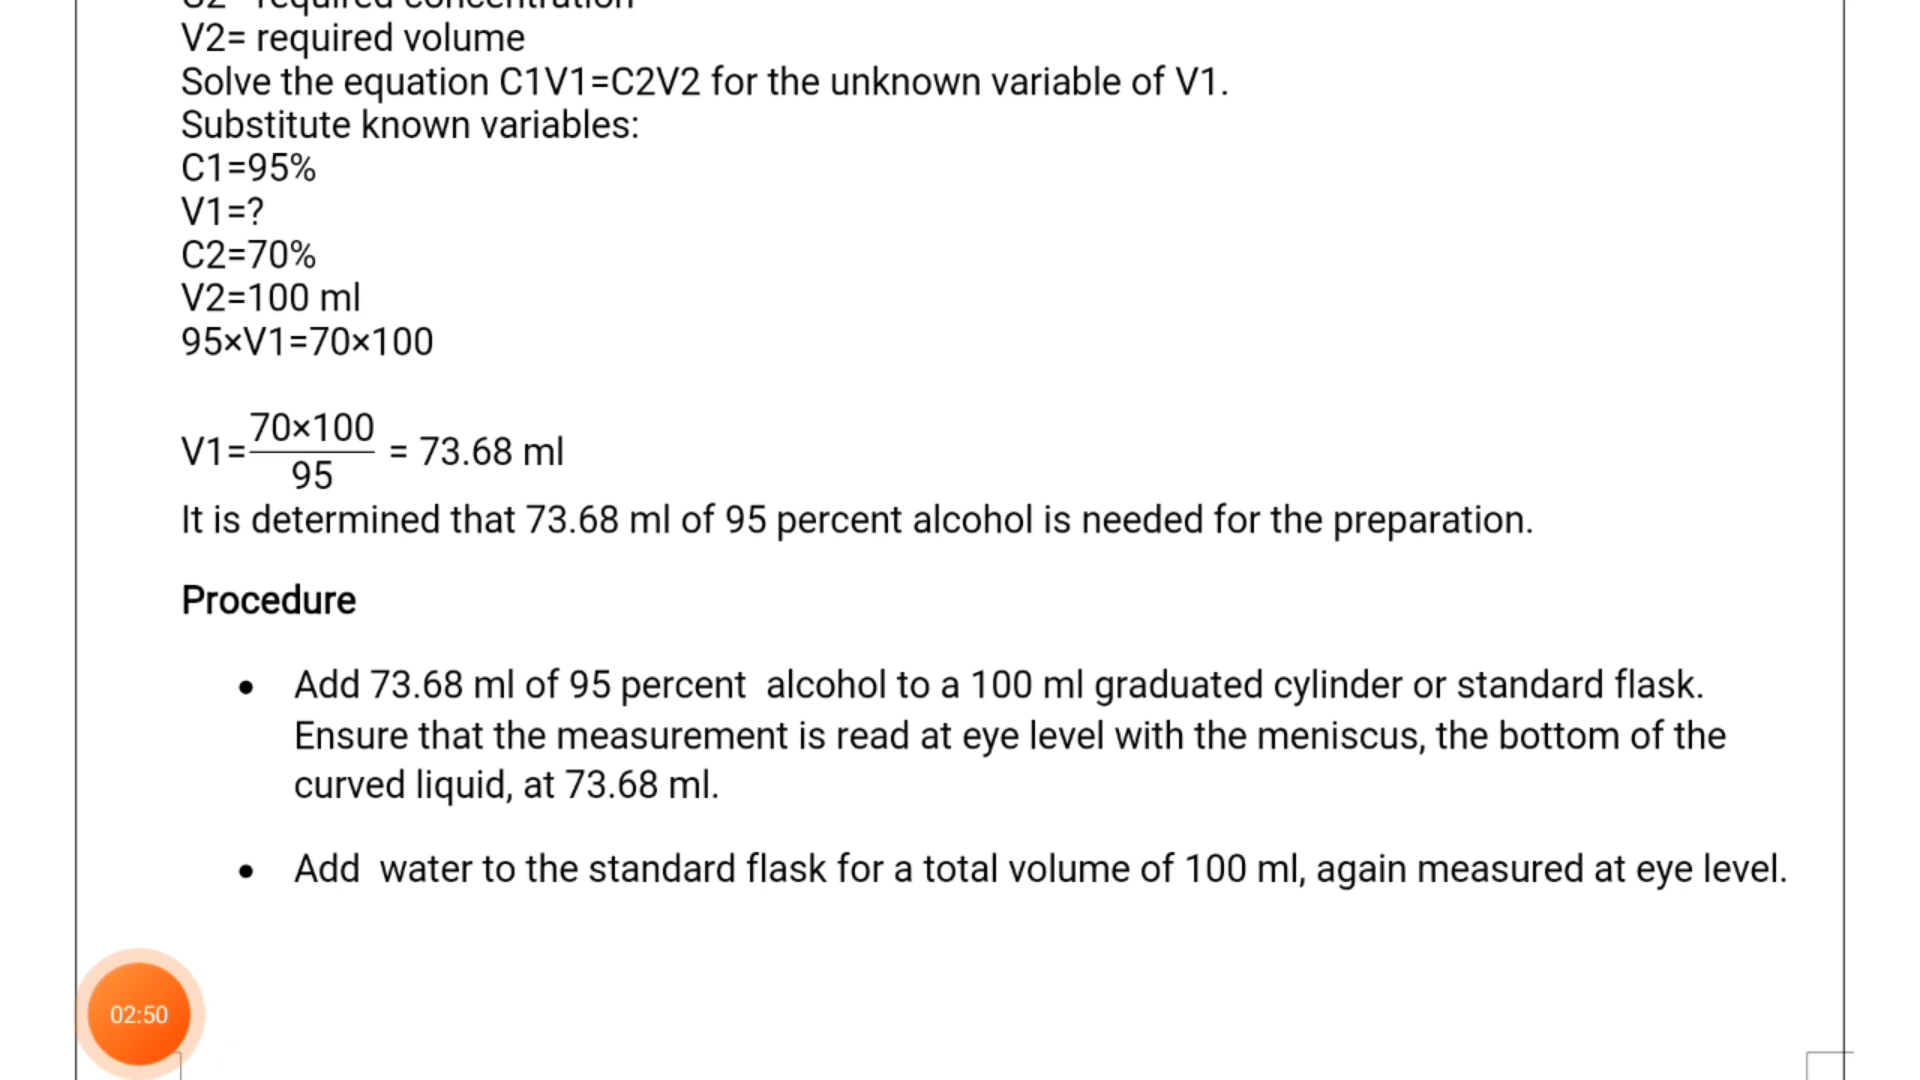 C2= required concentration
V2= required volume
Solve the equation C1V1=C2V2 for the unknown variable of V1.
Substitute known variables:
C1=95%
V1=?
C2=70%
V2=100 ml
95×V1=70×100
70×100
V1= = 73.68 ml
95
It is determined that 73.68 ml of 95 percent alcohol is needed for the preparation.
Procedure
• Add 73.68 ml of 95 percent alcohol to a 100 ml graduated cylinder or standard flask.
Ensure that the measurement is read at eye level with the meniscus, the bottom of the
curved liquid, at 73.68 ml.
• Add water to the standard flask for a total volume of 100 ml, again measured at eye level.
02:50